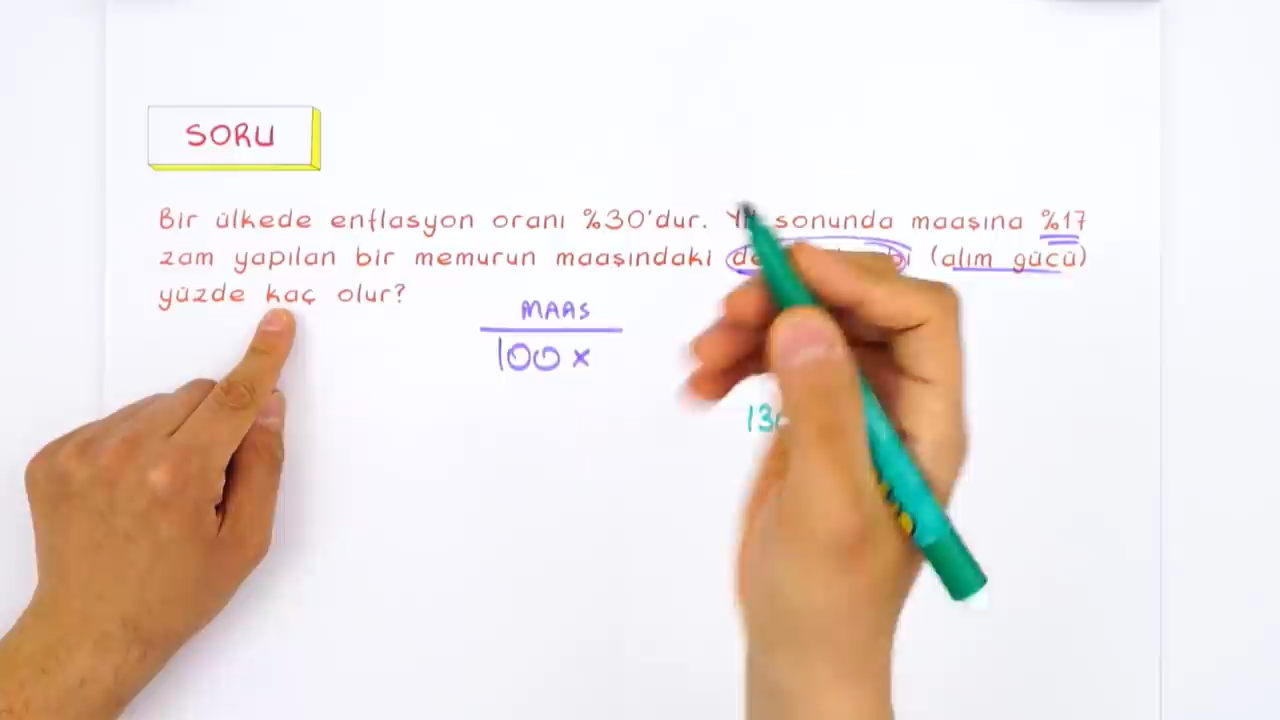 SORU
Bir ülkede enflasyon oranı %30'dur. sonunda maaşına %17
zam yapılan bir memurun maaşındaki (alım gücü)
yüzde kaç olur?
MAAS
100 x